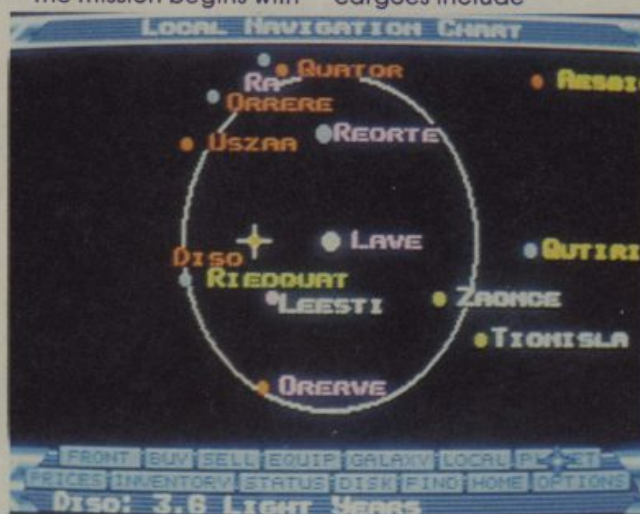 The mission begins with cargoes include
LOCAL NAVIGATION CHART
QUATOR
RA
ORRERE
REORTE
USZAA
LAVE
DISO
QUTIRI
RIEDQUAT
LEESTI
ZAONCE
TIONISLA
ORERVE
FRONT BUY SELL EQUIP GALAXY LOCAL
PRICES INVENTORY STATUS DISK FIND HOME OPTIONS
DISO: 3.6 LIGHT YEARS